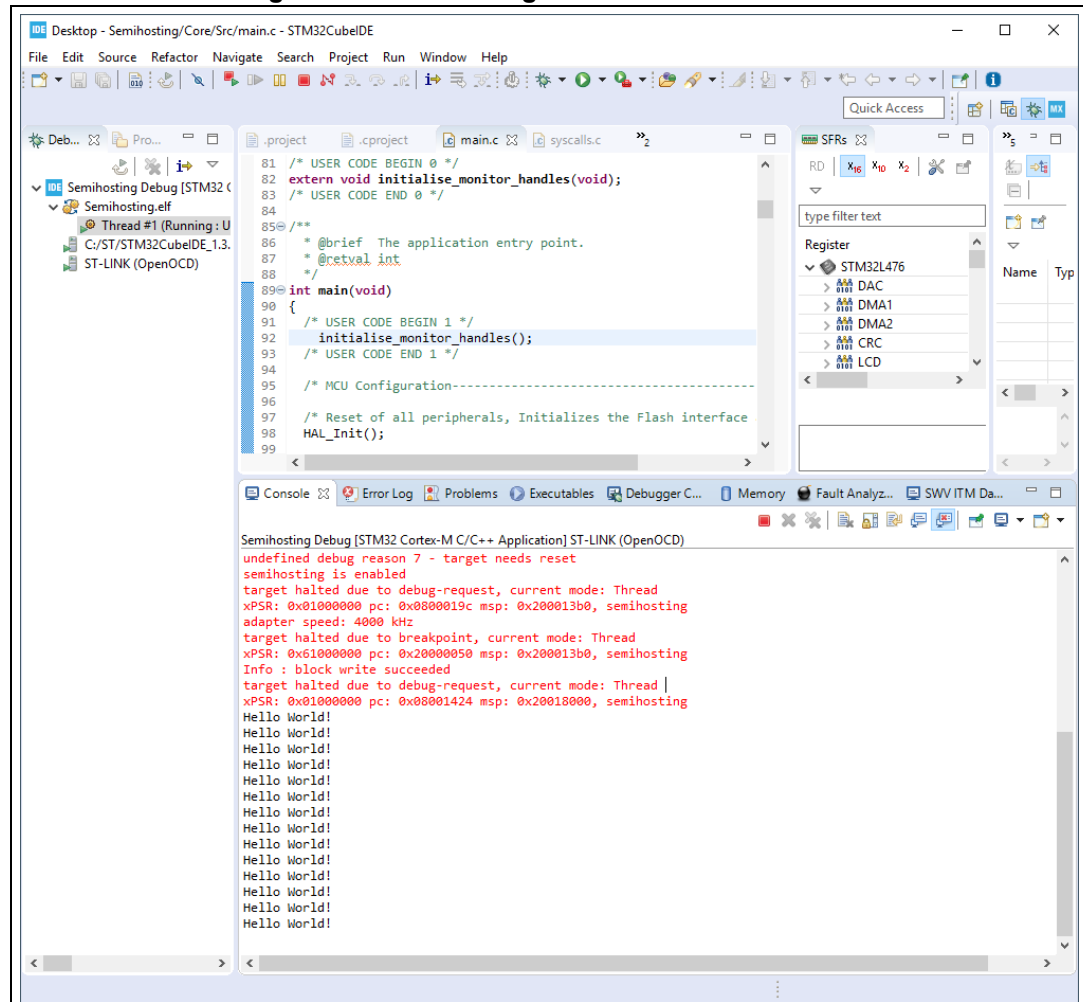 IDE Desktop - Semihosting/Core/Src/main.c - STM32CubeIDE
File Edit Source Refactor Navigate Search Project Run Window Help
Quick Access
MX
Deb...
Pro...
Semihosting Debug [STM32 C
Semihosting.elf
Thread #1 (Running : U
C:/ST/STM32CubeIDE_1.3.
ST-LINK (OpenOCD)
.project .cproject main.c syscalls.c »2
81 /* USER CODE BEGIN 0 */
82 extern void initialise_monitor_handles(void);
83 /* USER CODE END 0 */
84
85 /**
86 * @brief The application entry point.
87 * @retval int
88 */
89 int main(void)
90 {
91 /* USER CODE BEGIN 1 */
92 initialise_monitor_handles();
93 /* USER CODE END 1 */
94
95 /* MCU Configuration-----------------------------------------
96
97 /* Reset of all peripherals, Initializes the Flash interface
98 HAL_Init();
99
SFRs
RD X16 X10 X2
type filter text
Register
STM32L476
DAC
DMA1
DMA2
CRC
LCD
»5
Name Typ
Console Error Log Problems Executables Debugger C... Memory Fault Analyz... SWV ITM Da...
Semihosting Debug [STM32 Cortex-M C/C++ Application] ST-LINK (OpenOCD)
undefined debug reason 7 - target needs reset
semihosting is enabled
target halted due to debug-request, current mode: Thread
xPSR: 0x01000000 pc: 0x0800019c msp: 0x200013b0, semihosting
adapter speed: 4000 kHz
target halted due to breakpoint, current mode: Thread
xPSR: 0x61000000 pc: 0x20000050 msp: 0x200013b0, semihosting
Info : block write succeeded
target halted due to debug-request, current mode: Thread
xPSR: 0x01000000 pc: 0x08001424 msp: 0x20018000, semihosting
Hello World!
Hello World!
Hello World!
Hello World!
Hello World!
Hello World!
Hello World!
Hello World!
Hello World!
Hello World!
Hello World!
Hello World!
Hello World!
Hello World!